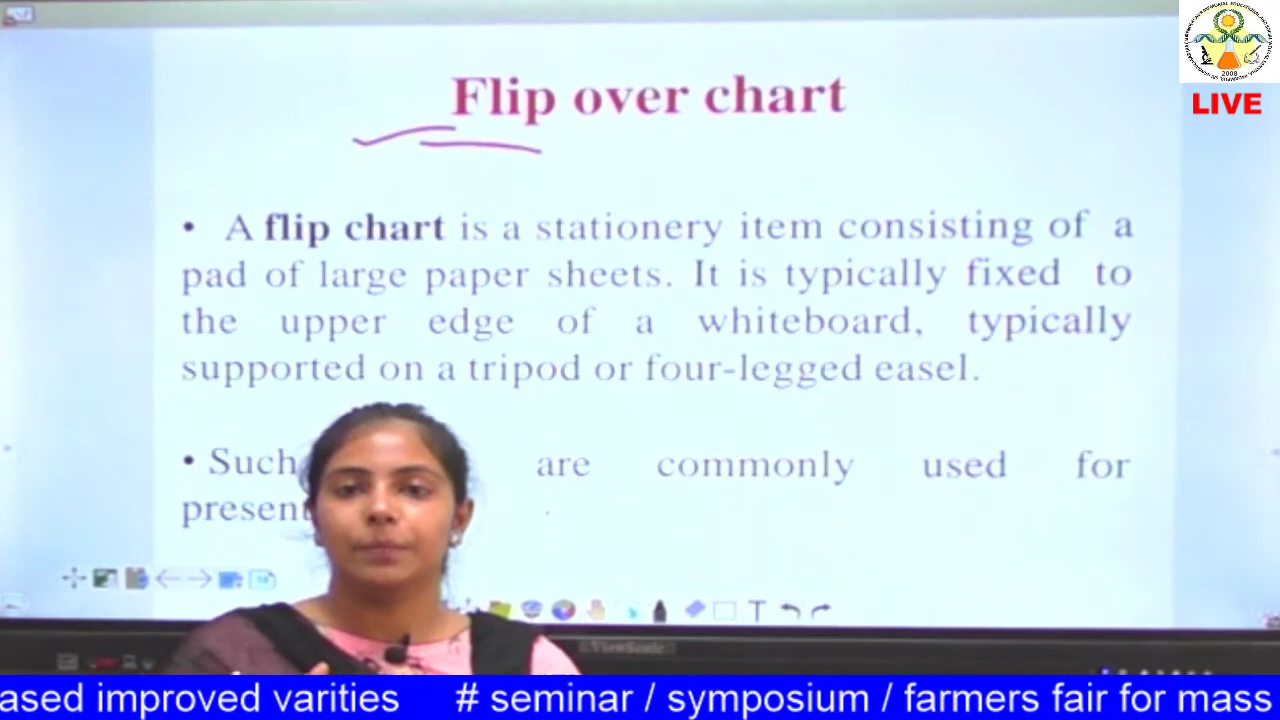 Flip over chart
LIVE
• A flip chart is a stationery item consisting of a
pad of large paper sheets. It is typically fixed to
the upper edge of a whiteboard, typically
supported on a tripod or four-legged easel.
• Such are commonly used for
2008
ViewSonic
ased improved varities # seminar / symposium / farmers fair for mass